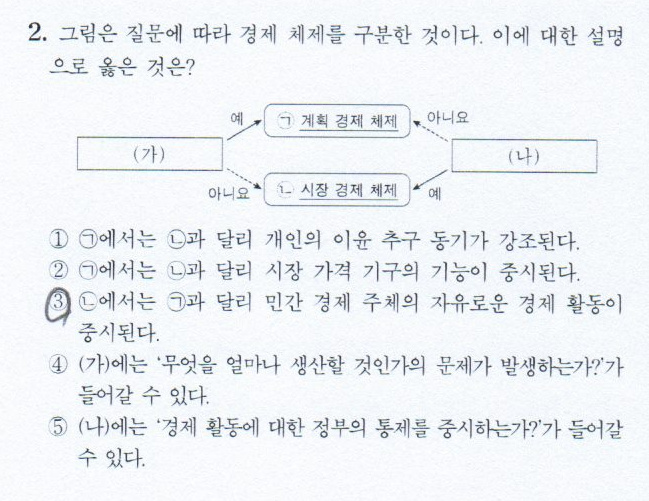 2. 그림은 질문에 따라 경제 체제를 구분한 것이다. 이에 대한 설명
으로 옳은 것은?
예 ㉠ 계획 경제 체제 아니요
(가) (나)
아니요 ㉡ 시장 경제 체제 예
① ㉠에서는 ㉡과 달리 개인의 이윤 추구 동기가 강조된다.
② ㉠에서는 ㉡과 달리 시장 가격 기구의 기능이 중시된다.
③ ㉡에서는 ㉠과 달리 민간 경제 주체의 자유로운 경제 활동이
중시된다.
④ (가)에는 '무엇을 얼마나 생산할 것인가의 문제가 발생하는가?'가
들어갈 수 있다.
⑤ (나)에는 '경제 활동에 대한 정부의 통제를 중시하는가?'가 들어갈
수 있다.